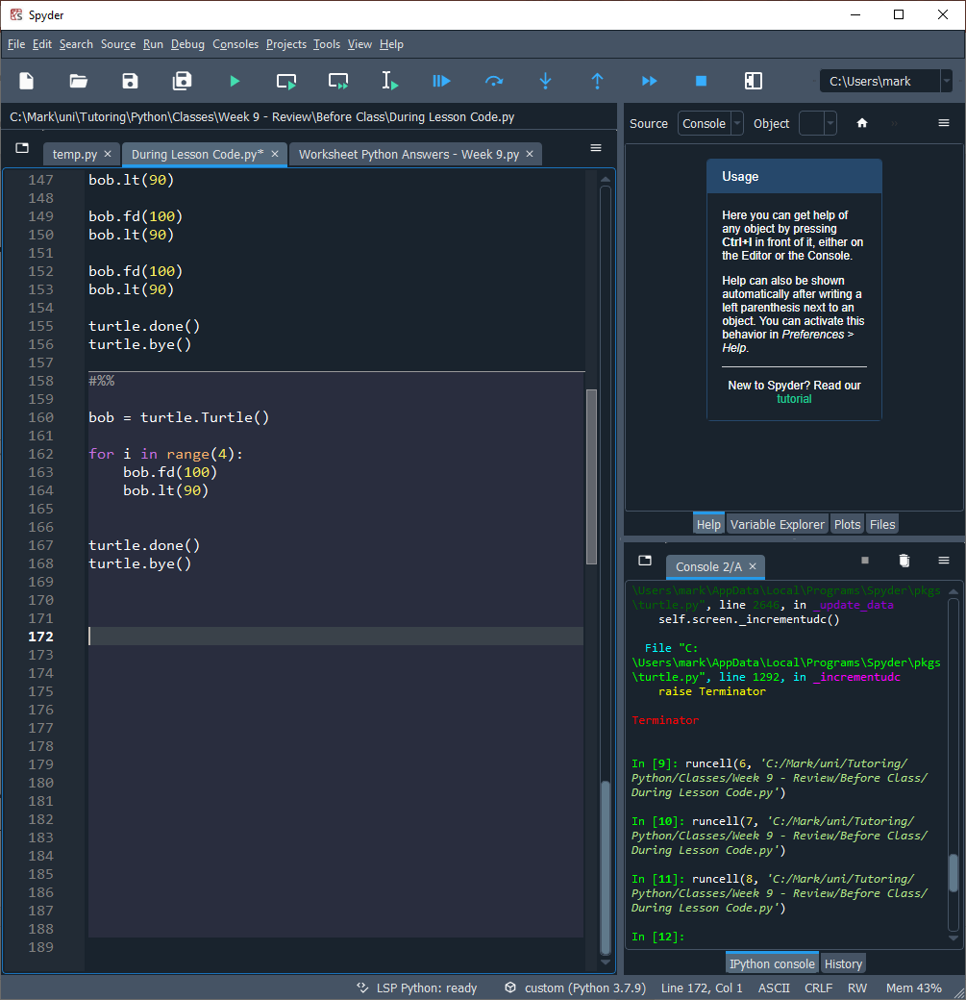 Spyder
File Edit Search Source Run Debug Consoles Projects Tools View Help
C:\Users\mark
C:\Mark\uni\Tutoring\Python\Classes\Week 9 - Review\Before Class\During Lesson Code.py
temp.py During Lesson Code.py* Worksheet Python Answers - Week 9.py
147 bob.lt(90)
148
149 bob.fd(100)
150 bob.lt(90)
151
152 bob.fd(100)
153 bob.lt(90)
154
155 turtle.done()
156 turtle.bye()
157
158 #%%
159
160 bob = turtle.Turtle()
161
162 for i in range(4):
163     bob.fd(100)
164     bob.lt(90)
165
166
167 turtle.done()
168 turtle.bye()
169
170
171
172
173
174
175
176
177
178
179
180
181
182
183
184
185
186
187
188
189
Source Console Object
Usage
Here you can get help of
any object by pressing
Ctrl+I in front of it, either on
the Editor or the Console.
Help can also be shown
automatically after writing a
left parenthesis next to an
object. You can activate this
behavior in Preferences >
Help.
New to Spyder? Read our
tutorial
Help Variable Explorer Plots Files
Console 2/A
\Users\mark\AppData\Local\Programs\Spyder\pkgs
\turtle.py", line 2646, in _update_data
    self.screen._incrementudc()
  File "C:
\Users\mark\AppData\Local\Programs\Spyder\pkgs
\turtle.py", line 1292, in _incrementudc
    raise Terminator
Terminator
In [9]: runcell(6, 'C:/Mark/uni/Tutoring/
Python/Classes/Week 9 - Review/Before Class/
During Lesson Code.py')
In [10]: runcell(7, 'C:/Mark/uni/Tutoring/
Python/Classes/Week 9 - Review/Before Class/
During Lesson Code.py')
In [11]: runcell(8, 'C:/Mark/uni/Tutoring/
Python/Classes/Week 9 - Review/Before Class/
During Lesson Code.py')
In [12]:
IPython console History
LSP Python: ready custom (Python 3.7.9) Line 172, Col 1 ASCII CRLF RW Mem 43%